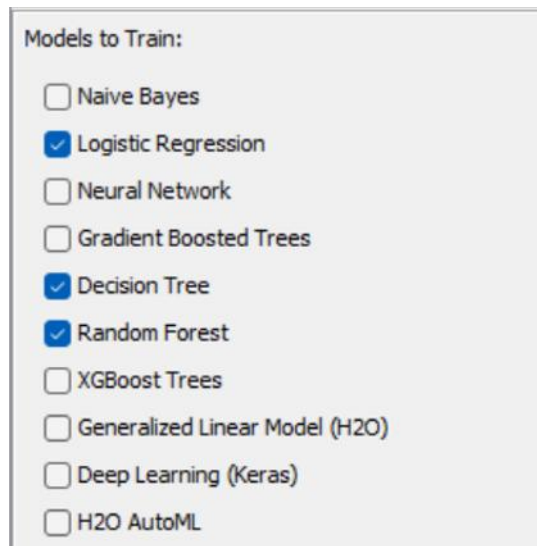 Models to Train:
Naive Bayes
Logistic Regression
Neural Network
Gradient Boosted Trees
Decision Tree
Random Forest
XGBoost Trees
Generalized Linear Model (H2O)
Deep Learning (Keras)
H2O AutoML